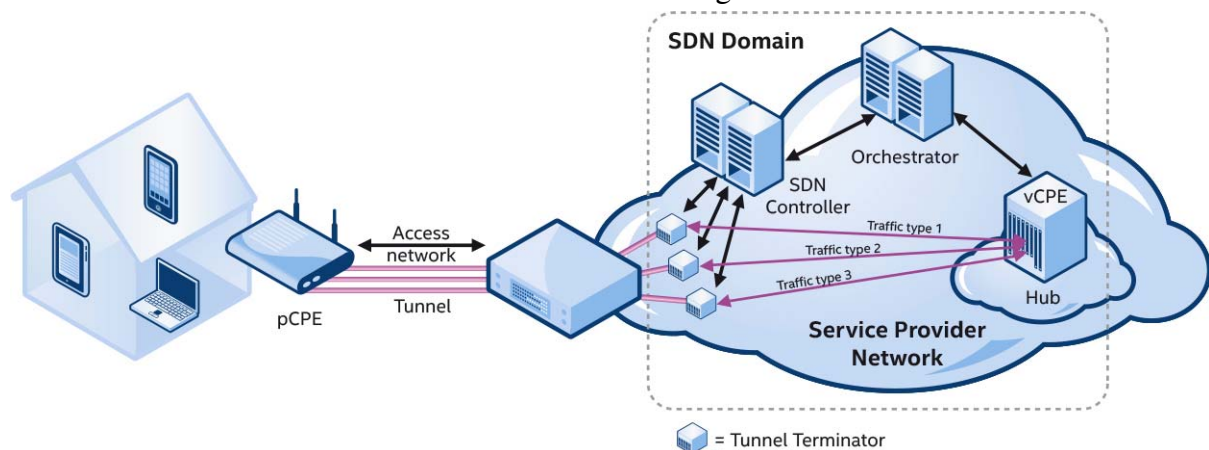 SDN Domain
Orchestrator
SDN
Controller
vCPE
Traffic type 1
Traffic type 2
Traffic type 3
Access
network
Tunnel
pCPE
Hub
Service Provider
Network
= Tunnel Terminator